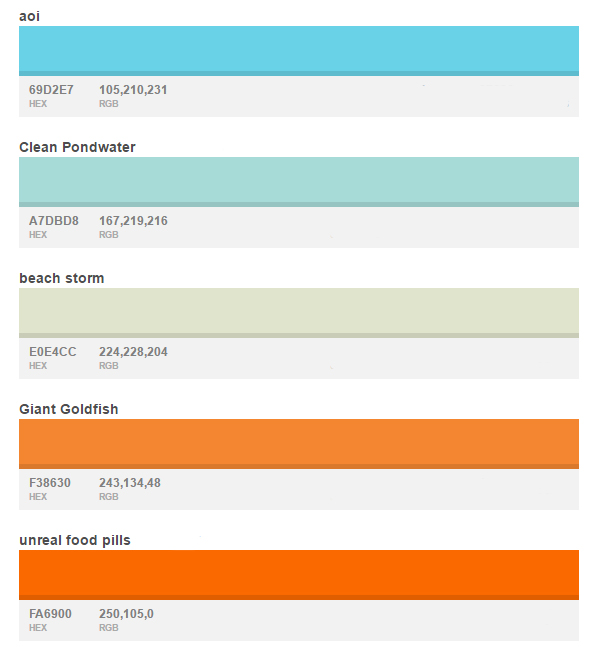 aoi
69D2E7 105,210,231
HEX RGB
Clean Pondwater
A7DBD8 167,219,216
HEX RGB
beach storm
E0E4CC 224,228,204
HEX RGB
Giant Goldfish
F38630 243,134,48
HEX RGB
unreal food pills
FA6900 250,105,0
HEX RGB